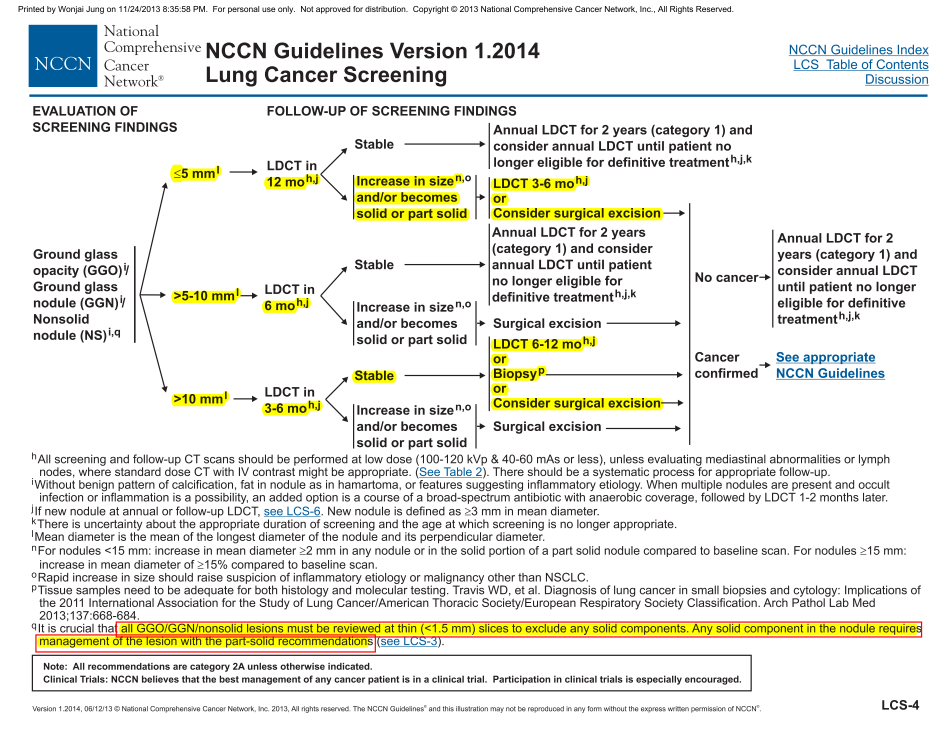 Printed by Wonjai Jung on 11/24/2013 8:35:58 PM. For personal use only. Not approved for distribution. Copyright © 2013 National Comprehensive Cancer Network, Inc., All Rights Reserved.
NCCN
National
Comprehensive
Cancer
Network®
NCCN Guidelines Version 1.2014
Lung Cancer Screening
NCCN Guidelines Index
LCS Table of Contents
Discussion
EVALUATION OF
SCREENING FINDINGS
FOLLOW-UP OF SCREENING FINDINGS
Ground glass
opacity (GGO)i/
Ground glass
nodule (GGN)i/
Nonsolid
nodule (NS)i,q
≤5 mml
LDCT in
12 moh,j
Stable
Annual LDCT for 2 years (category 1) and
consider annual LDCT until patient no
longer eligible for definitive treatmenth,j,k
Increase in sizen,o
and/or becomes
solid or part solid
LDCT 3-6 moh,j
or
Consider surgical excision
>5-10 mml
LDCT in
6 moh,j
Stable
Annual LDCT for 2 years
(category 1) and consider
annual LDCT until patient
no longer eligible for
definitive treatmenth,j,k
Increase in sizen,o
and/or becomes
solid or part solid
Surgical excision
>10 mml
LDCT in
3-6 moh,j
Stable
LDCT 6-12 moh,j
or
Biopsyp
or
Consider surgical excision
Increase in sizen,o
and/or becomes
solid or part solid
Surgical excision
No cancer
Annual LDCT for 2
years (category 1) and
consider annual LDCT
until patient no longer
eligible for definitive
treatmenth,j,k
Cancer
confirmed
See appropriate
NCCN Guidelines
hAll screening and follow-up CT scans should be performed at low dose (100-120 kVp & 40-60 mAs or less), unless evaluating mediastinal abnormalities or lymph
nodes, where standard dose CT with IV contrast might be appropriate. (See Table 2). There should be a systematic process for appropriate follow-up.
iWithout benign pattern of calcification, fat in nodule as in hamartoma, or features suggesting inflammatory etiology. When multiple nodules are present and occult
infection or inflammation is a possibility, an added option is a course of a broad-spectrum antibiotic with anaerobic coverage, followed by LDCT 1-2 months later.
jIf new nodule at annual or follow-up LDCT, see LCS-6. New nodule is defined as ≥3 mm in mean diameter.
kThere is uncertainty about the appropriate duration of screening and the age at which screening is no longer appropriate.
lMean diameter is the mean of the longest diameter of the nodule and its perpendicular diameter.
nFor nodules <15 mm: increase in mean diameter ≥2 mm in any nodule or in the solid portion of a part solid nodule compared to baseline scan. For nodules ≥15 mm:
increase in mean diameter of ≥15% compared to baseline scan.
oRapid increase in size should raise suspicion of inflammatory etiology or malignancy other than NSCLC.
pTissue samples need to be adequate for both histology and molecular testing. Travis WD, et al. Diagnosis of lung cancer in small biopsies and cytology: Implications of
the 2011 International Association for the Study of Lung Cancer/American Thoracic Society/European Respiratory Society Classification. Arch Pathol Lab Med
2013;137:668-684.
qIt is crucial that all GGO/GGN/nonsolid lesions must be reviewed at thin (<1.5 mm) slices to exclude any solid components. Any solid component in the nodule requires
management of the lesion with the part-solid recommendations (see LCS-3).
Note: All recommendations are category 2A unless otherwise indicated.
Clinical Trials: NCCN believes that the best management of any cancer patient is in a clinical trial. Participation in clinical trials is especially encouraged.
Version 1.2014, 06/12/13 © National Comprehensive Cancer Network, Inc. 2013, All rights reserved. The NCCN Guidelines® and this illustration may not be reproduced in any form without the express written permission of NCCN®.
LCS-4